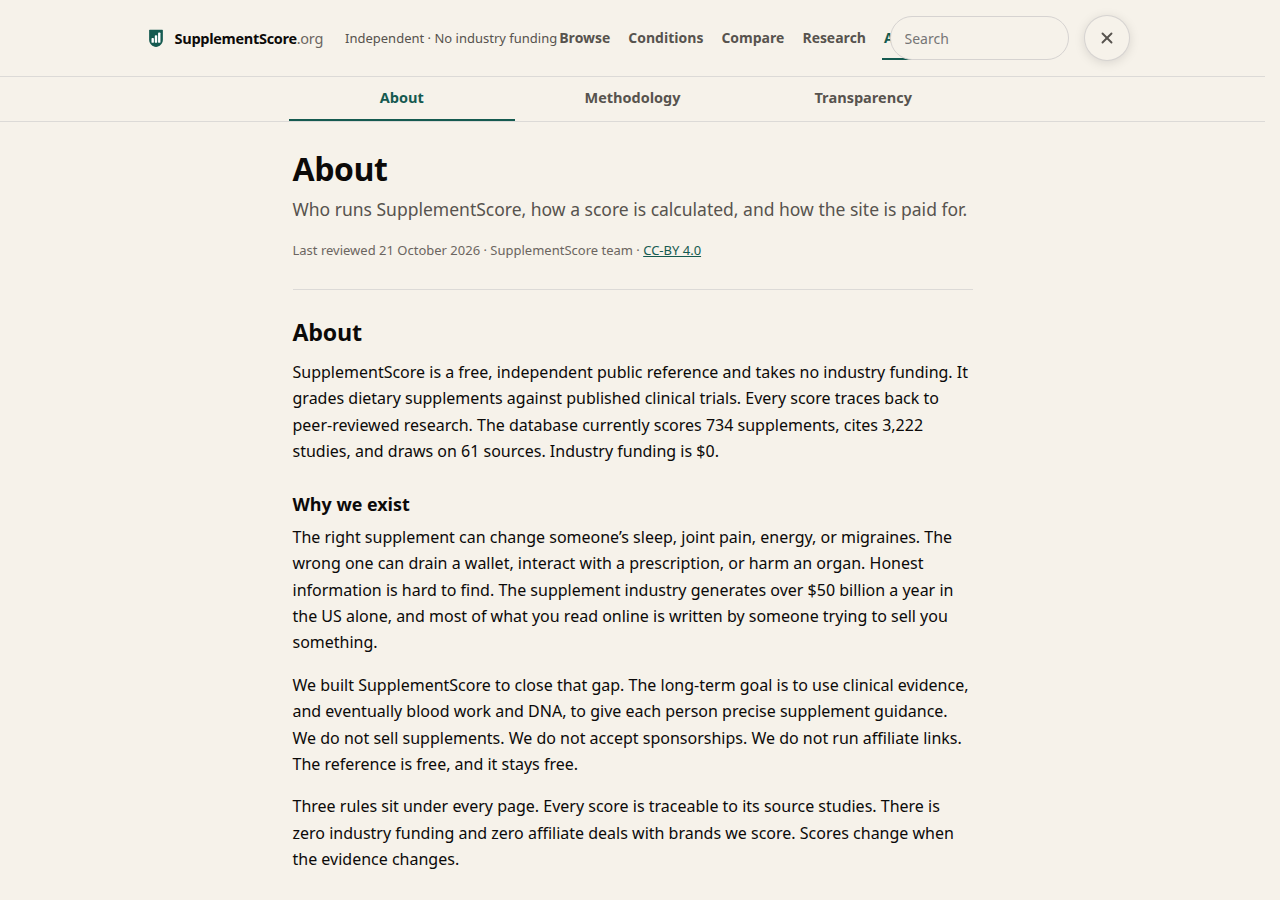 SupplementScore.org
Independent · No industry funding
Browse
Conditions
Compare
Research
Search
About
Methodology
Transparency
About
Who runs SupplementScore, how a score is calculated, and how the site is paid for.
Last reviewed 21 October 2026 · SupplementScore team · CC-BY 4.0
About
SupplementScore is a free, independent public reference and takes no industry funding. It
grades dietary supplements against published clinical trials. Every score traces back to
peer-reviewed research. The database currently scores 734 supplements, cites 3,222
studies, and draws on 61 sources. Industry funding is $0.
Why we exist
The right supplement can change someone’s sleep, joint pain, energy, or migraines. The
wrong one can drain a wallet, interact with a prescription, or harm an organ. Honest
information is hard to find. The supplement industry generates over $50 billion a year in
the US alone, and most of what you read online is written by someone trying to sell you
something.
We built SupplementScore to close that gap. The long-term goal is to use clinical evidence,
and eventually blood work and DNA, to give each person precise supplement guidance.
We do not sell supplements. We do not accept sponsorships. We do not run affiliate links.
The reference is free, and it stays free.
Three rules sit under every page. Every score is traceable to its source studies. There is
zero industry funding and zero affiliate deals with brands we score. Scores change when
the evidence changes.